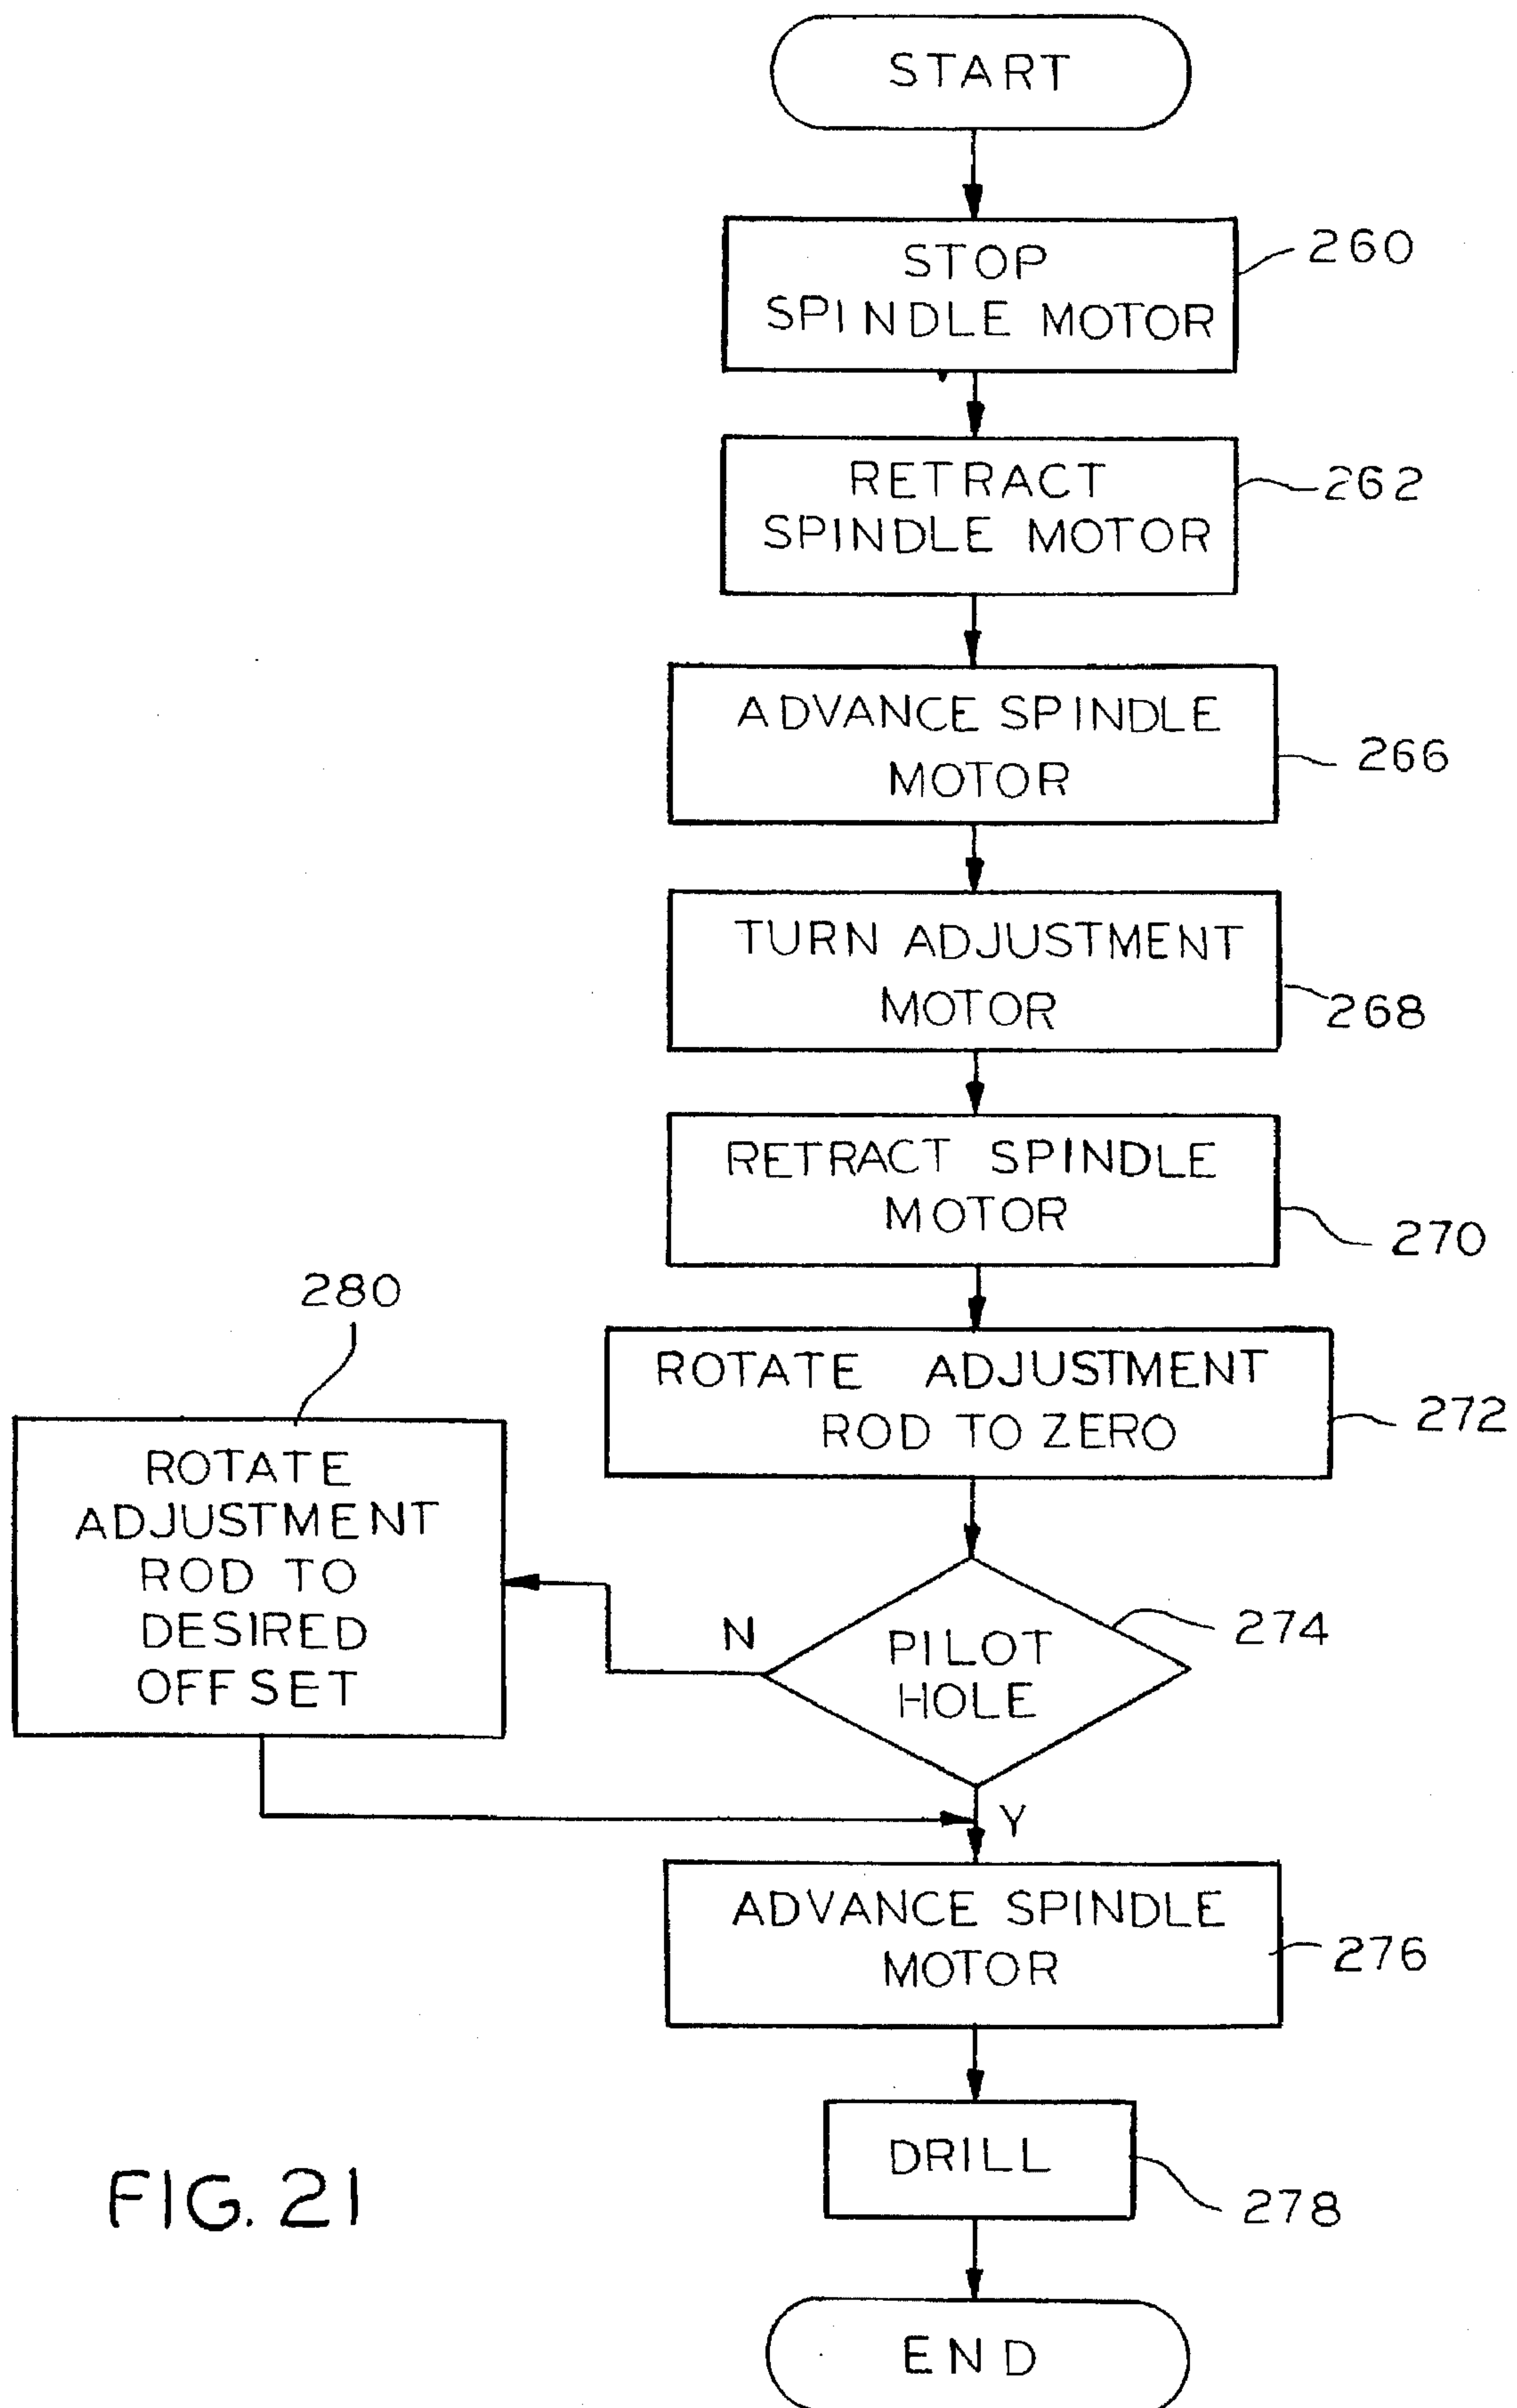 START
STOP
SPINDLE MOTOR
260
RETRACT
SPINDLE MOTOR
262
ADVANCE SPINDLE
MOTOR
266
TURN ADJUSTMENT
MOTOR
268
RETRACT SPINDLE
MOTOR
270
ROTATE ADJUSTMENT
ROD TO ZERO
272
PILOT
HOLE
274
N
280
ROTATE
ADJUSTMENT
ROD TO
DESIRED
OFFSET
Y
ADVANCE SPINDLE
MOTOR
276
DRILL
278
END
FIG. 21